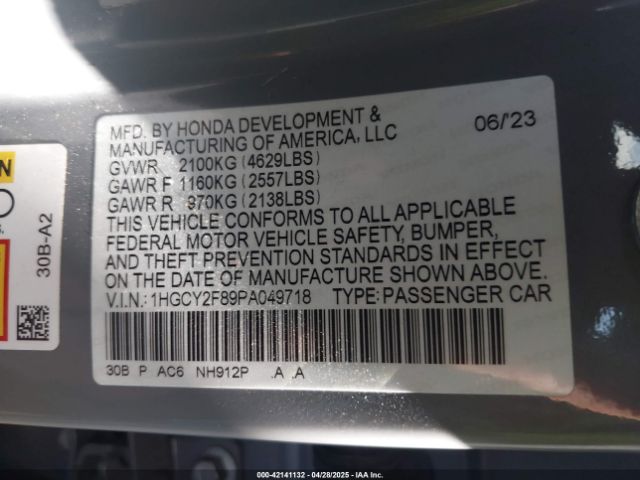 MFD. BY HONDA DEVELOPMENT & 06/'23
MANUFACTURING OF AMERICA, LLC
GVWR 2100KG (4629LBS)
GAWR F 1160KG (2557LBS)
GAWR R 970KG (2138LBS)
THIS VEHICLE CONFORMS TO ALL APPLICABLE
FEDERAL MOTOR VEHICLE SAFETY, BUMPER,
AND THEFT PREVENTION STANDARDS IN EFFECT
ON THE DATE OF MANUFACTURE SHOWN ABOVE.
V.I.N.: 1HGCY2F89PA049718 TYPE: PASSENGER CAR
30B P AC6 NH912P .A .A
30B-A2
000-42141132 - 04/28/2025 - IAA Inc.